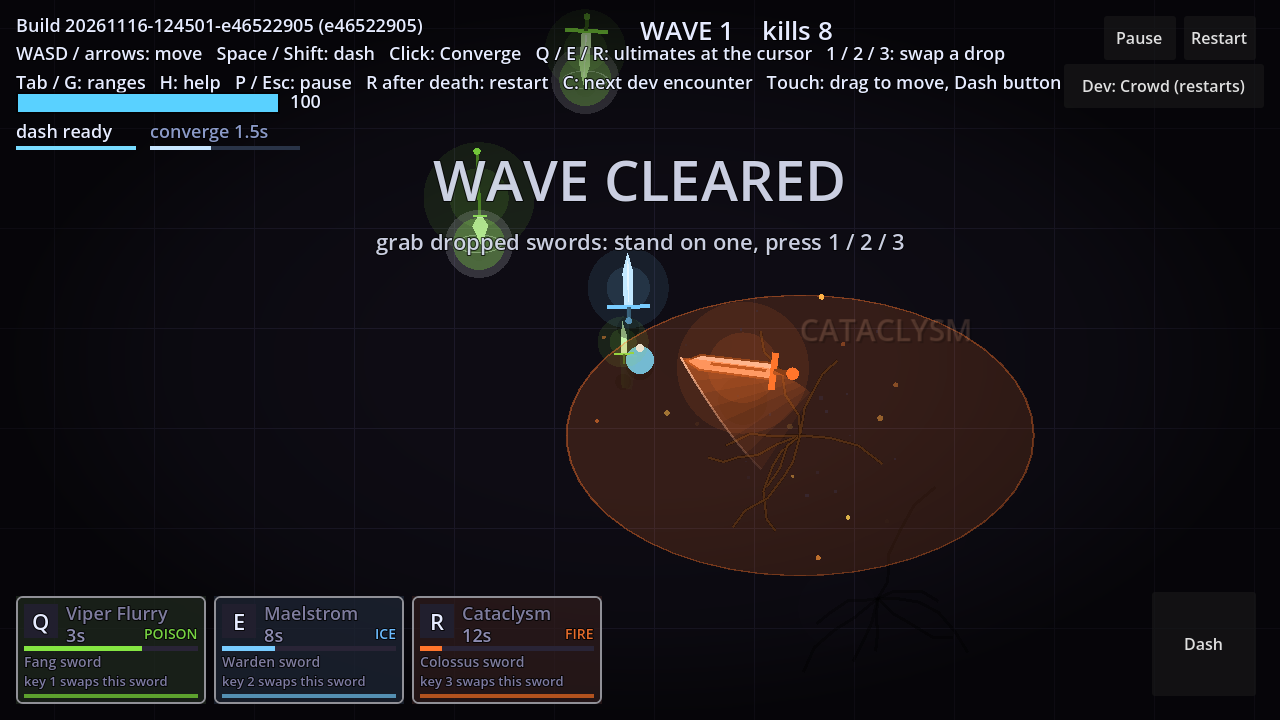 Build 20261116-124501-e46522905 (e46522905)
WAVE 1 kills 8
Pause
Restart
WASD / arrows: move Space / Shift: dash Click: Converge Q / E / R: ultimates at the cursor 1 / 2 / 3: swap a drop
Tab / G: ranges H: help P / Esc: pause R after death: restart C: next dev encounter Touch: drag to move, Dash button
Dev: Crowd (restarts)
100
dash ready
converge 1.5s
WAVE CLEARED
grab dropped swords: stand on one, press 1 / 2 / 3
CATACLYSM
Q
Viper Flurry
3s
POISON
Fang sword
key 1 swaps this sword
E
Maelstrom
8s
ICE
Warden sword
key 2 swaps this sword
R
Cataclysm
12s
FIRE
Colossus sword
key 3 swaps this sword
Dash